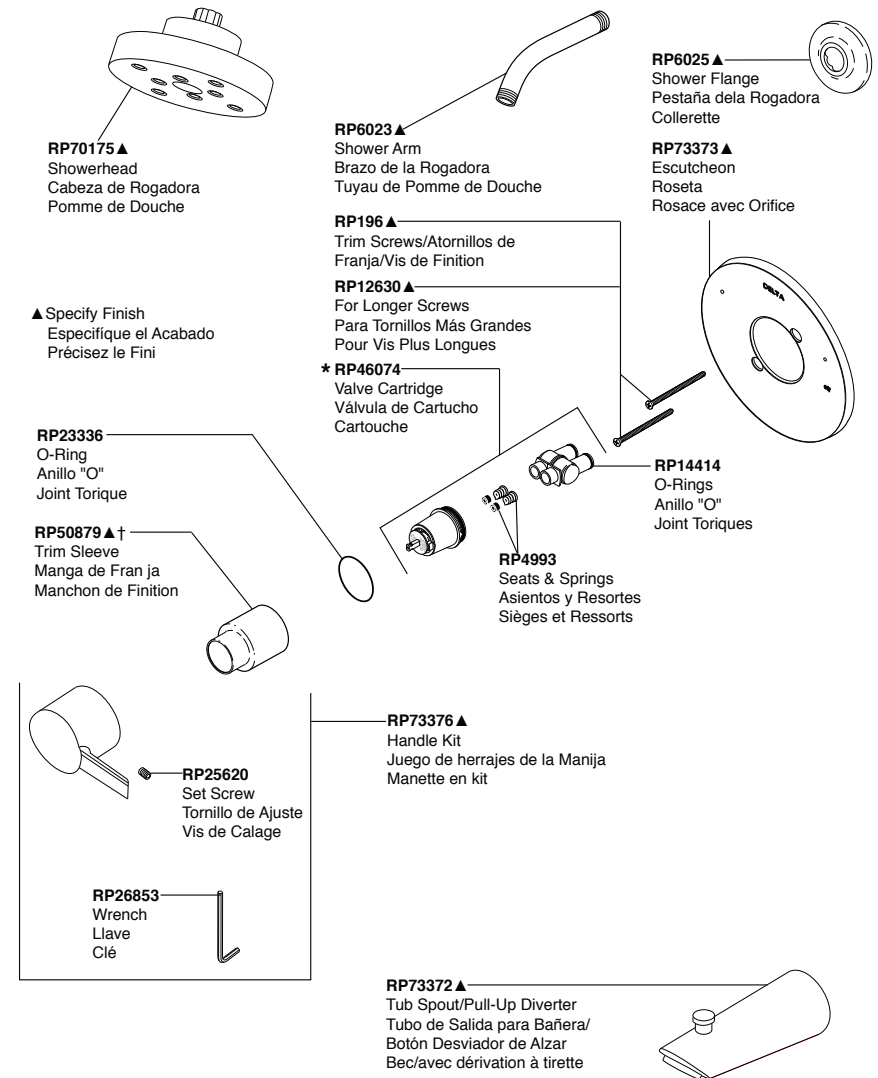 RP70175▲
Showerhead
Cabeza de Rogadora
Pomme de Douche
RP6023▲
Shower Arm
Brazo de la Rogadora
Tuyau de Pomme de Douche
RP6025▲
Shower Flange
Pestaña dela Rogadora
Collerette
RP73373▲
Escutcheon
Roseta
Rosace avec Orifice
RP196▲
Trim Screws/Atornillos de
Franja/Vis de Finition
RP12630▲
For Longer Screws
Para Tornillos Más Grandes
Pour Vis Plus Longues
▲Specify Finish
Especifíque el Acabado
Précisez le Fini
DELTA
* RP46074
Valve Cartridge
Válvula de Cartucho
Cartouche
RP23336
O-Ring
Anillo "O"
Joint Torique
RP14414
O-Rings
Anillo "O"
Joint Toriques
RP50879▲†
Trim Sleeve
Manga de Fran ja
Manchon de Finition
RP4993
Seats & Springs
Asientos y Resortes
Sièges et Ressorts
RP73376▲
Handle Kit
Juego de herrajes de la Manija
Manette en kit
RP25620
Set Screw
Tornillo de Ajuste
Vis de Calage
RP26853
Wrench
Llave
Clé
RP73372▲
Tub Spout/Pull-Up Diverter
Tubo de Salida para Bañera/
Botón Desviador de Alzar
Bec/avec dérivation à tirette